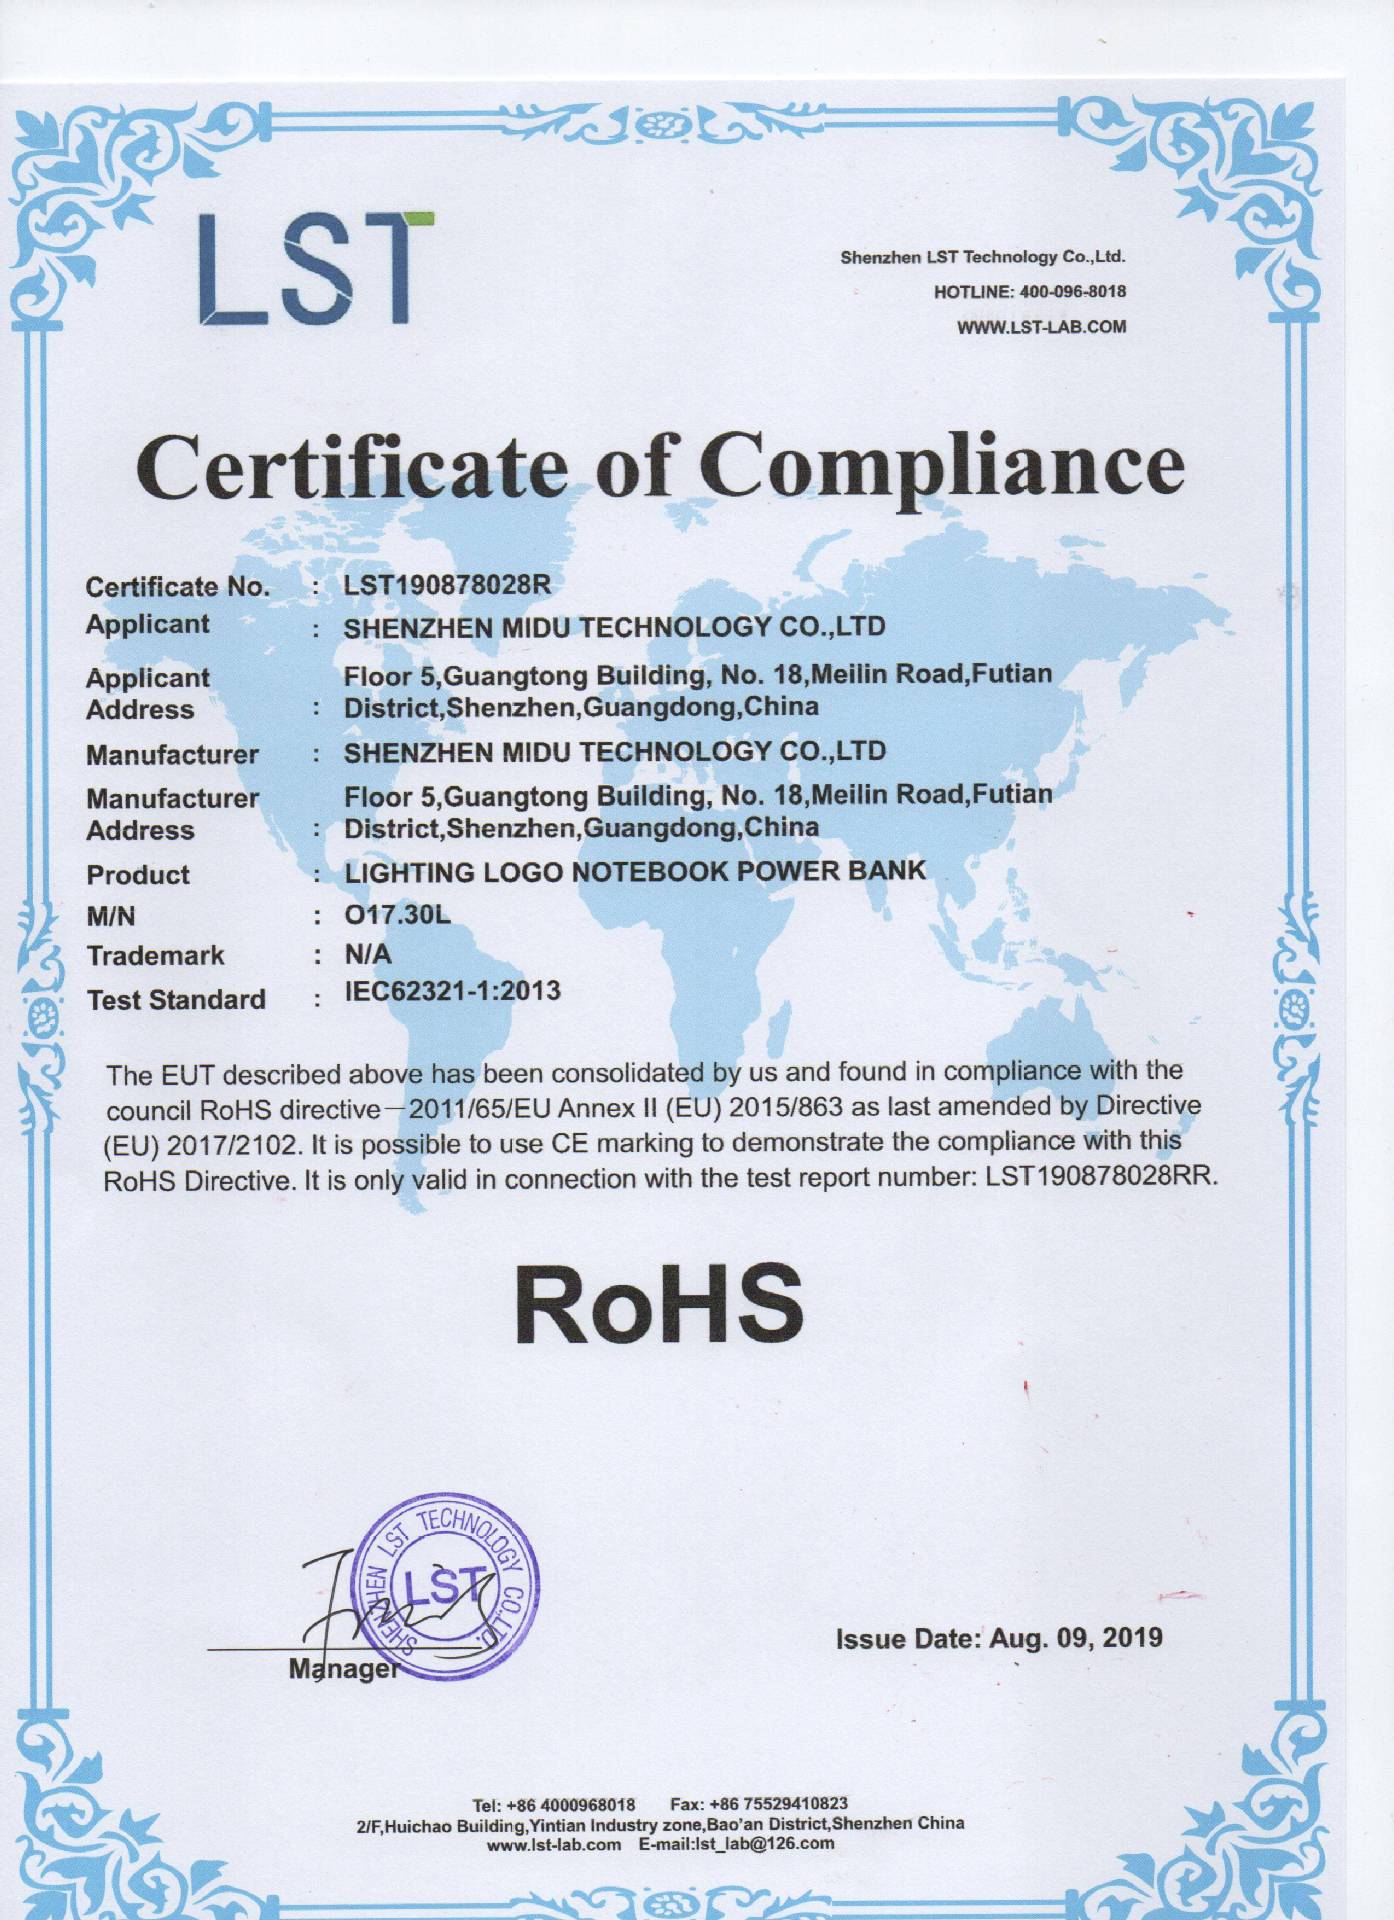 LST
Shenzhen LST Technology Co.,Ltd.
HOTLINE: 400-096-8018
WWW.LST-LAB.COM
Certificate of Compliance
Certificate No. : LST190878028R
Applicant : SHENZHEN MIDU TECHNOLOGY CO.,LTD
Applicant Floor 5,Guangtong Building, No. 18,Meilin Road,Futian
Address : District,Shenzhen,Guangdong,China
Manufacturer : SHENZHEN MIDU TECHNOLOGY CO.,LTD
Manufacturer Floor 5,Guangtong Building, No. 18,Meilin Road,Futian
Address : District,Shenzhen,Guangdong,China
Product : LIGHTING LOGO NOTEBOOK POWER BANK
M/N : O17.30L
Trademark : N/A
Test Standard : IEC62321-1:2013
The EUT described above has been consolidated by us and found in compliance with the
council RoHS directive—2011/65/EU Annex II (EU) 2015/863 as last amended by Directive
(EU) 2017/2102. It is possible to use CE marking to demonstrate the compliance with this
RoHS Directive. It is only valid in connection with the test report number: LST190878028RR.
RoHS
SHENZHEN LST TECHNOLOGY CO.,LTD.
LST
Manager
Issue Date: Aug. 09, 2019
Tel: +86 4000968018 Fax: +86 75529410823
2/F,Huichao Building,Yintian Industry zone,Bao'an District,Shenzhen China
www.lst-lab.com E-mail:lst_lab@126.com